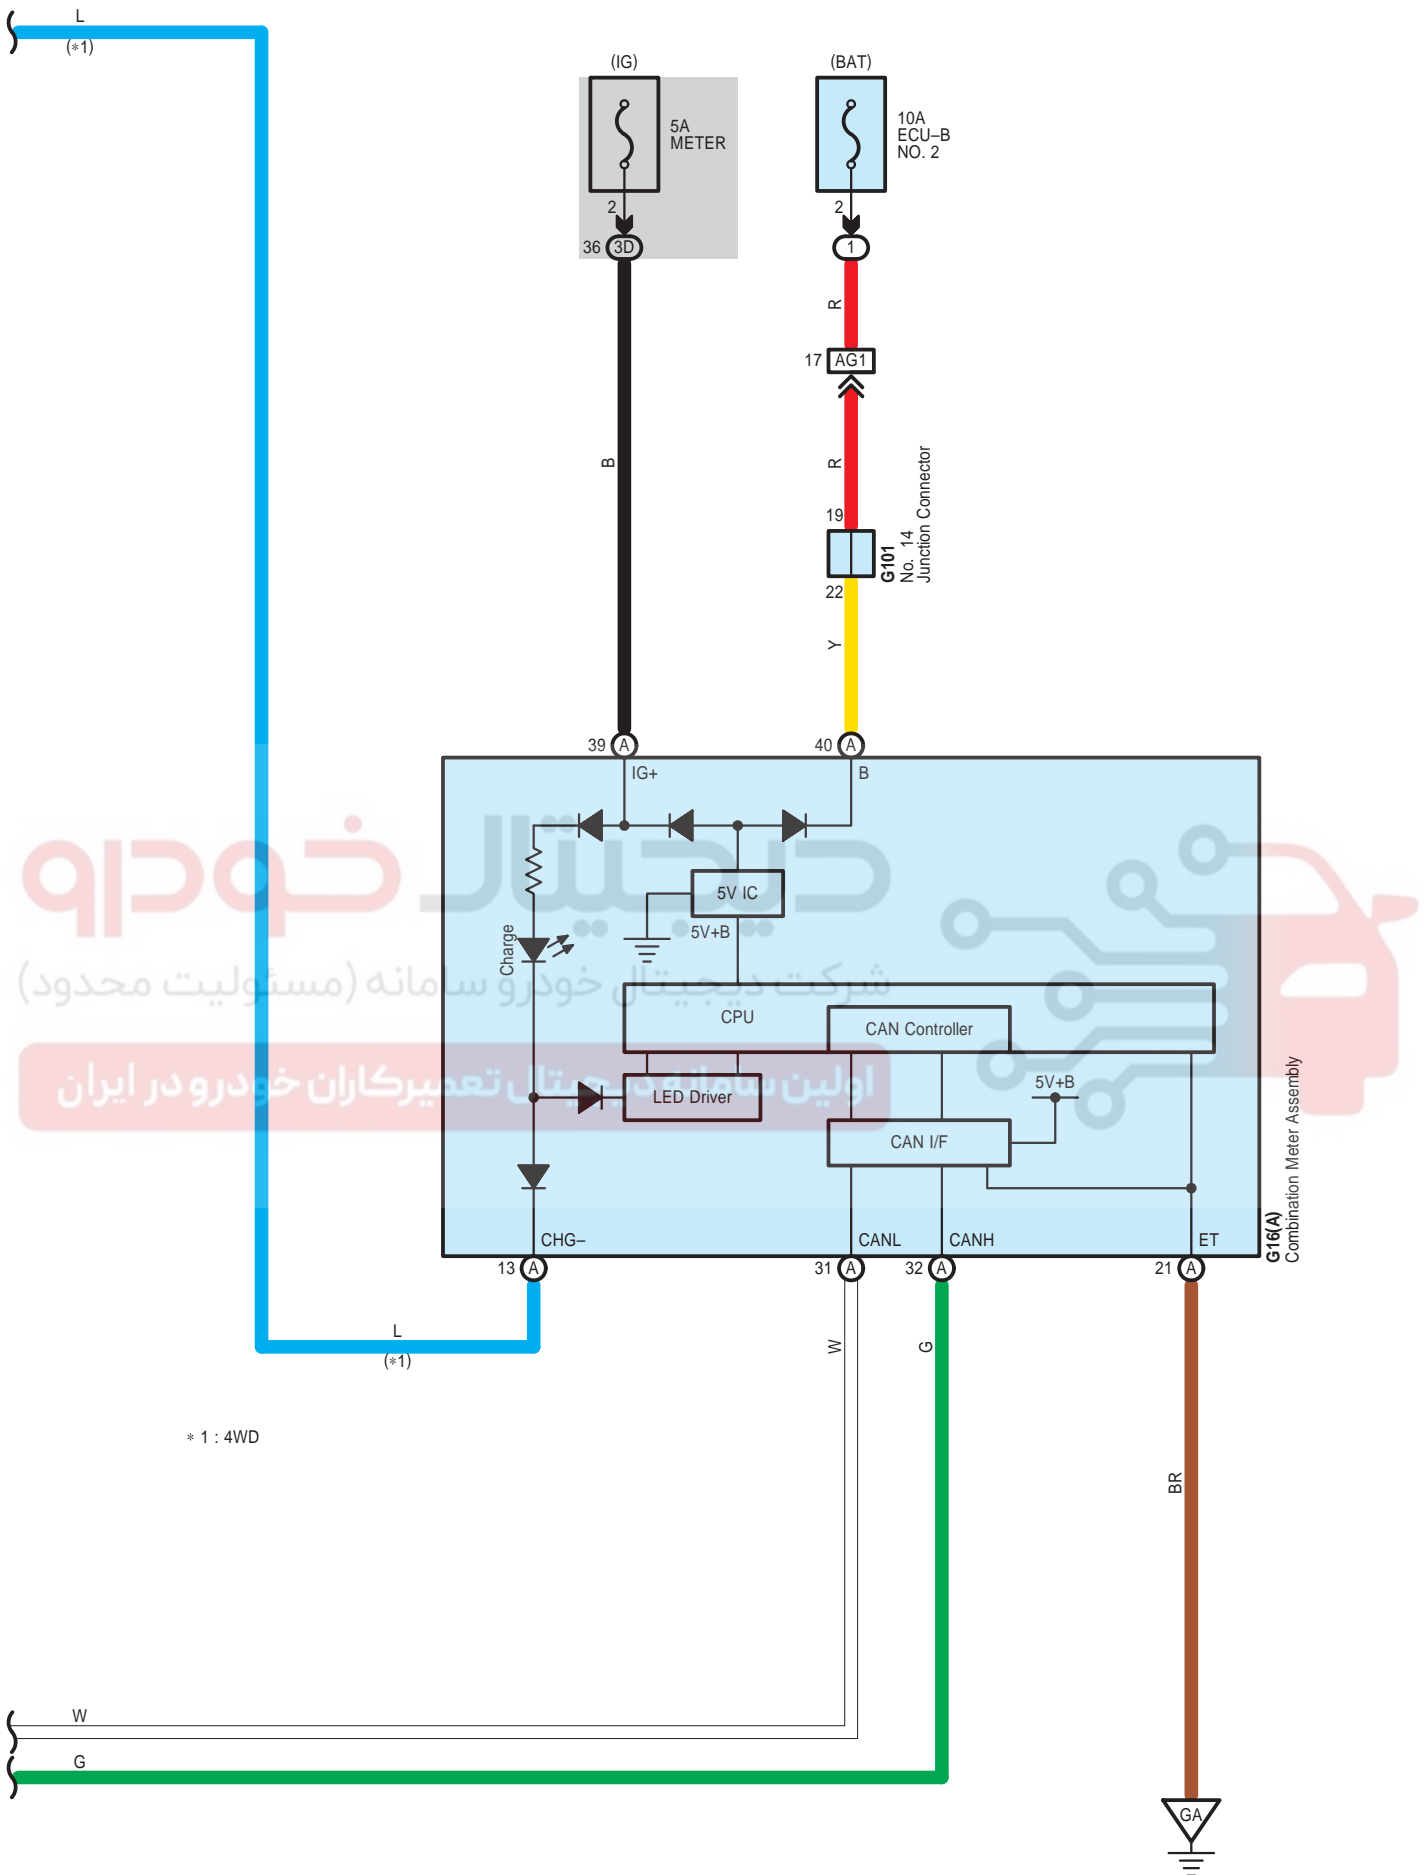 L
(*1)
(IG)
5A
METER
2
36 3D
(BAT)
10A
ECU–B
NO. 2
2
1
R
17 AG1
B
R
19
G101
No. 14
Junction Connector
22
Y
39 A
IG+
40 A
B
دیجیتال خودرو
شرکت دیجیتال خودرو سامانه (مسئولیت محدود)
اولین سامانه دیجیتال تعمیرکاران خودرو در ایران
5V IC
5V+B
Charge
CPU
CAN Controller
LED Driver
5V+B
CAN I/F
G16(A)
Combination Meter Assembly
CHG–
CANL
CANH
ET
13 A
31 A
32 A
21 A
L
(*1)
W
G
* 1 : 4WD
BR
W
G
GA